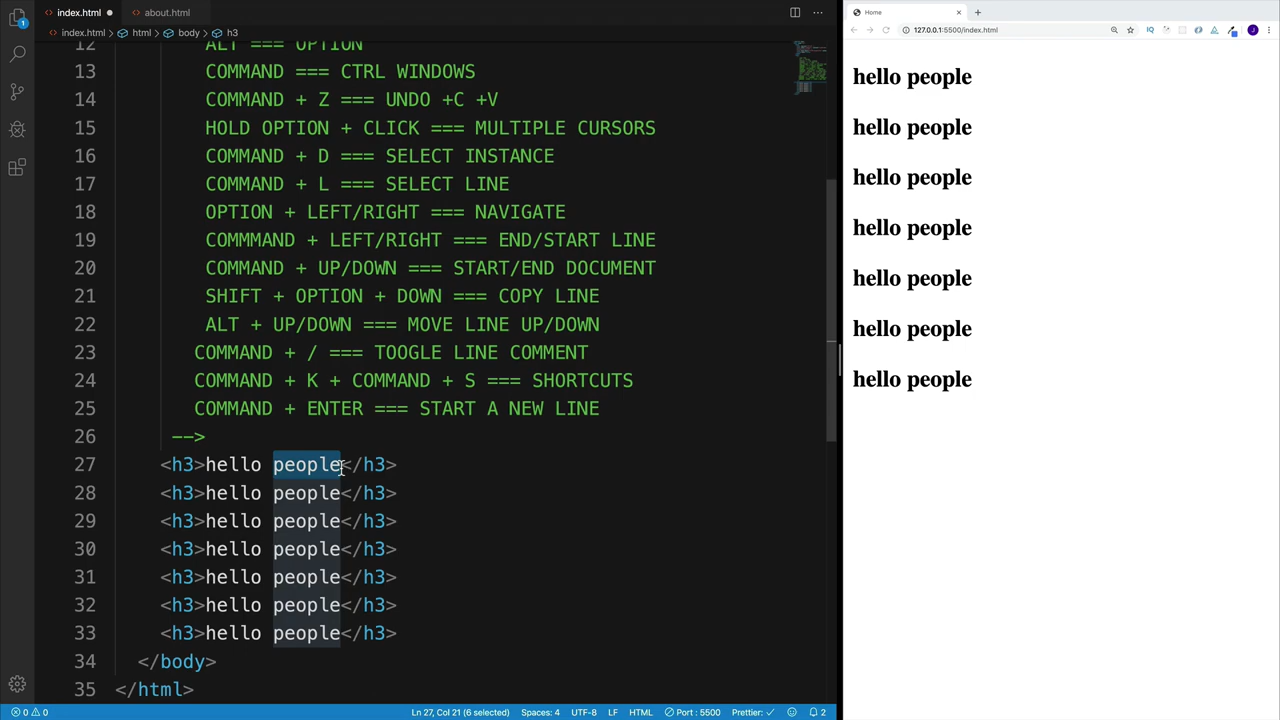 index.html
about.html
Home
index.html > html > body > h3
127.0.0.1:5500/index.html
12 ALT === OPTION
13 COMMAND === CTRL WINDOWS
14 COMMAND + Z === UNDO +C +V
15 HOLD OPTION + CLICK === MULTIPLE CURSORS
16 COMMAND + D === SELECT INSTANCE
17 COMMAND + L === SELECT LINE
18 OPTION + LEFT/RIGHT === NAVIGATE
19 COMMMAND + LEFT/RIGHT === END/START LINE
20 COMMAND + UP/DOWN === START/END DOCUMENT
21 SHIFT + OPTION + DOWN === COPY LINE
22 ALT + UP/DOWN === MOVE LINE UP/DOWN
23 COMMAND + / === TOOGLE LINE COMMENT
24 COMMAND + K + COMMAND + S === SHORTCUTS
25 COMMAND + ENTER === START A NEW LINE
26 -->
27 <h3>hello people</h3>
28 <h3>hello people</h3>
29 <h3>hello people</h3>
30 <h3>hello people</h3>
31 <h3>hello people</h3>
32 <h3>hello people</h3>
33 <h3>hello people</h3>
34 </body>
35 </html>
hello people
hello people
hello people
hello people
hello people
hello people
hello people
0 0 Ln 27, Col 21 (6 selected) Spaces: 4 UTF-8 LF HTML Port : 5500 Prettier: ✓ 2